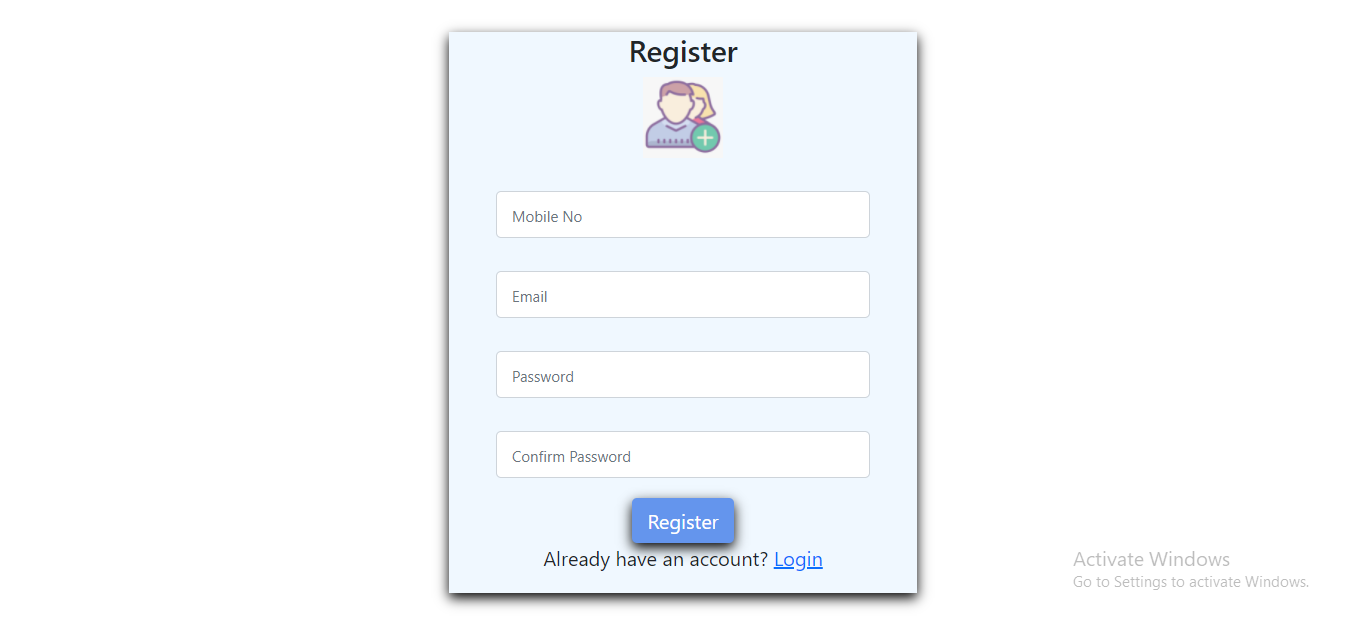 Register
Mobile No
Email
Password
Confirm Password
Register
Already have an account? Login
Activate Windows
Go to Settings to activate Windows.